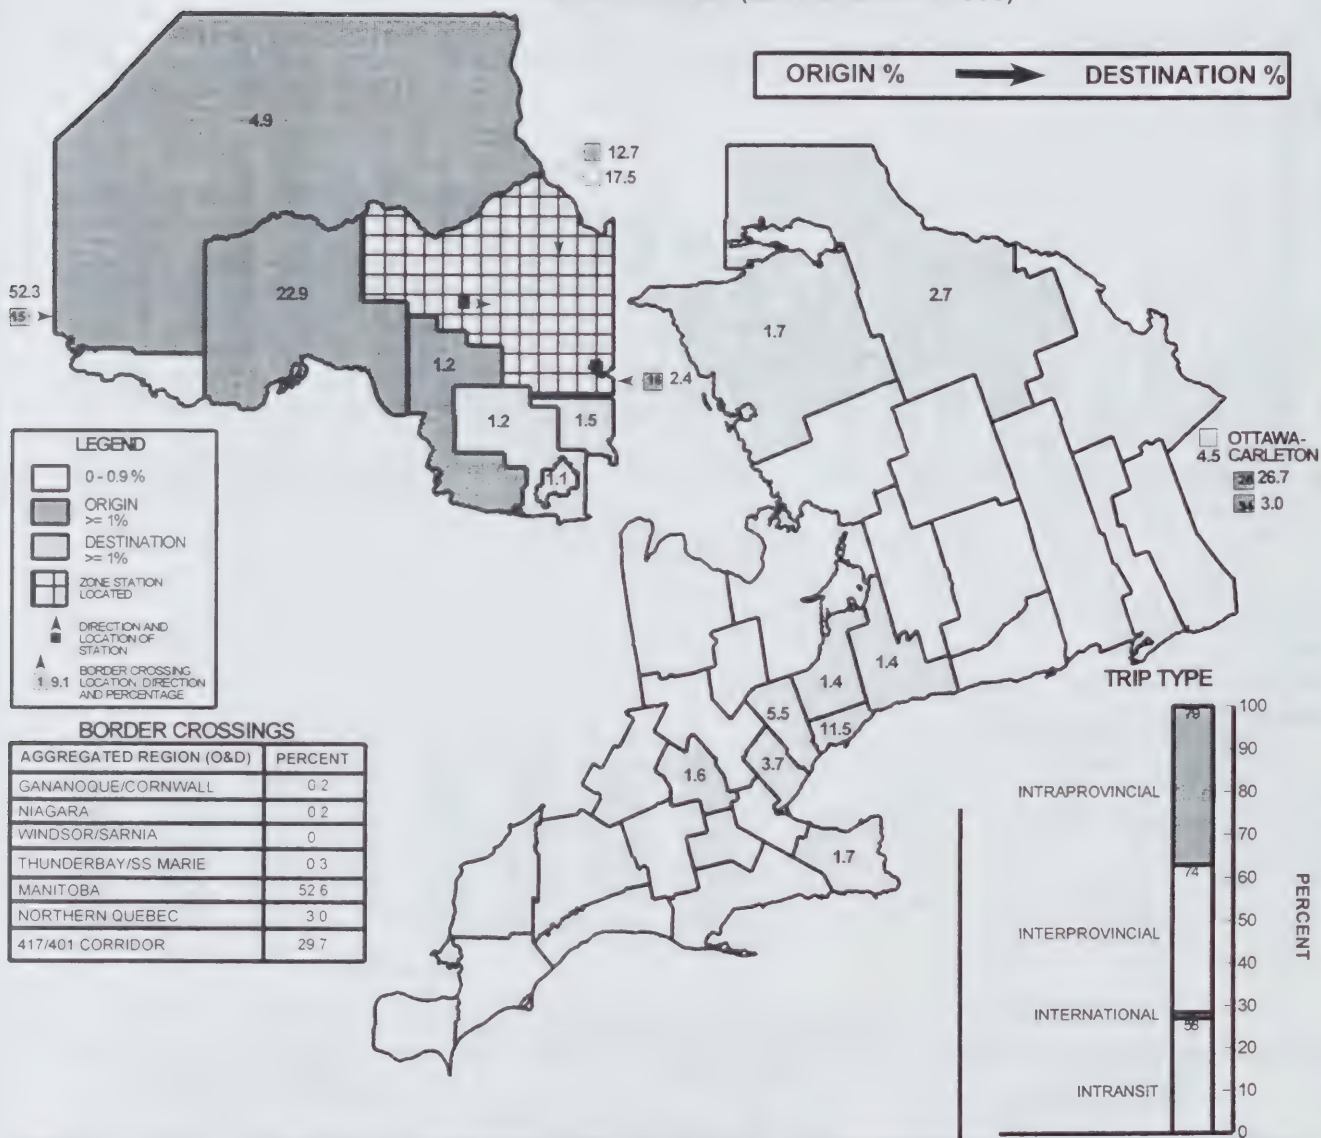 ORIGIN % DESTINATION %
4.9
12.7
17.5
52.3
22.9
1.2
2.4
1.2
1.5
1.1
2.7
1.7
OTTAWA-
4.5 CARLETON
26.7
3.0
LEGEND
0 - 0.9 %
ORIGIN
>= 1%
DESTINATION
>= 1%
ZONE STATION
LOCATED
DIRECTION AND
LOCATION OF
STATION
1 9.1 BORDER CROSSING
LOCATION, DIRECTION
AND PERCENTAGE
1.4
1.4
5.5
11.5
3.7
1.6
1.7
BORDER CROSSINGS
AGGREGATED REGION (O&D) PERCENT
GANANOQUE/CORNWALL 0.2
NIAGARA 0.2
WINDSOR/SARNIA 0
THUNDERBAY/SS MARIE 0.3
MANITOBA 52.6
NORTHERN QUEBEC 3.0
417/401 CORRIDOR 29.7
TRIP TYPE
79
100
90
80
INTRAPROVINCIAL
70
74
60
50
INTERPROVINCIAL
40
30
INTERNATIONAL
20
INTRANSIT
10
0
PERCENT